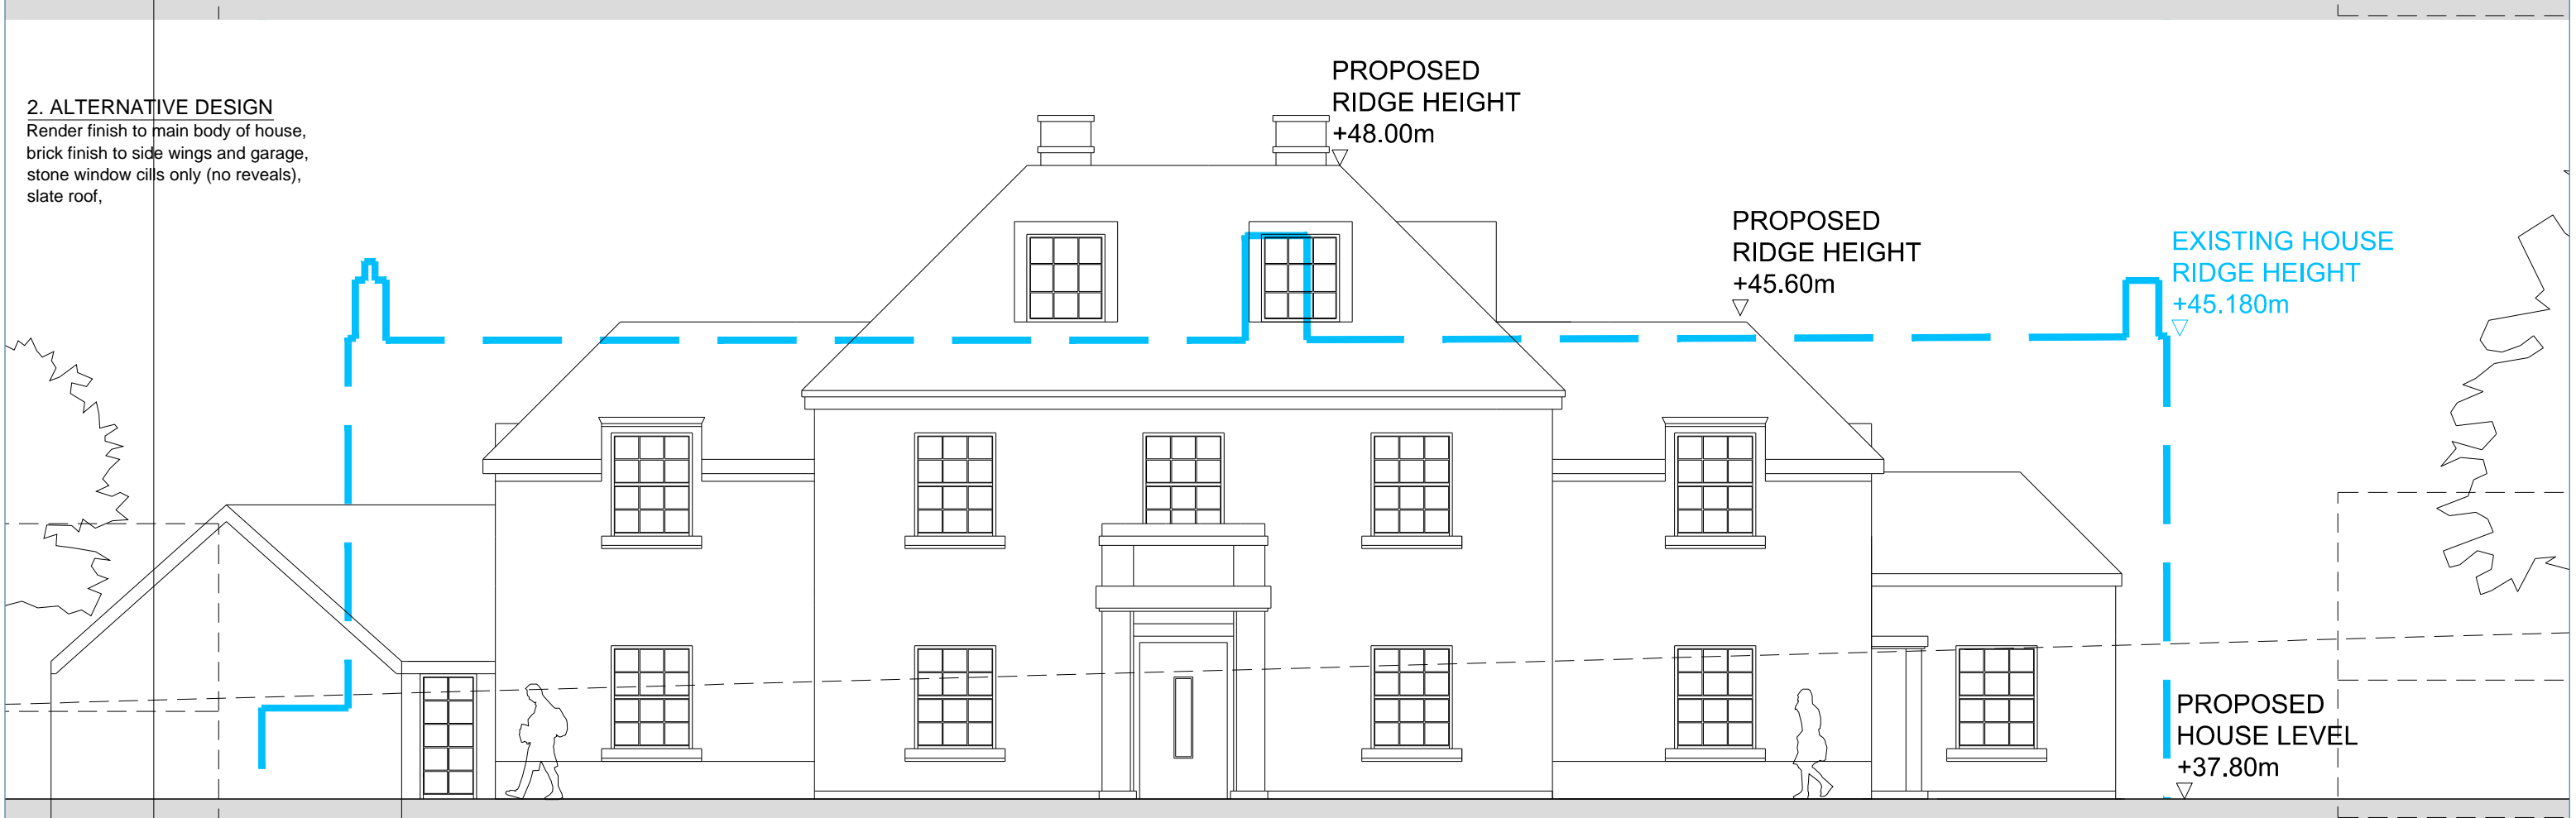 2. ALTERNATIVE DESIGN
Render finish to main body of house,
brick finish to side wings and garage,
stone window cills only (no reveals),
slate roof,
PROPOSED
RIDGE HEIGHT
+48.00m
PROPOSED
RIDGE HEIGHT
+45.60m
EXISTING HOUSE
RIDGE HEIGHT
+45.180m
PROPOSED
HOUSE LEVEL
+37.80m